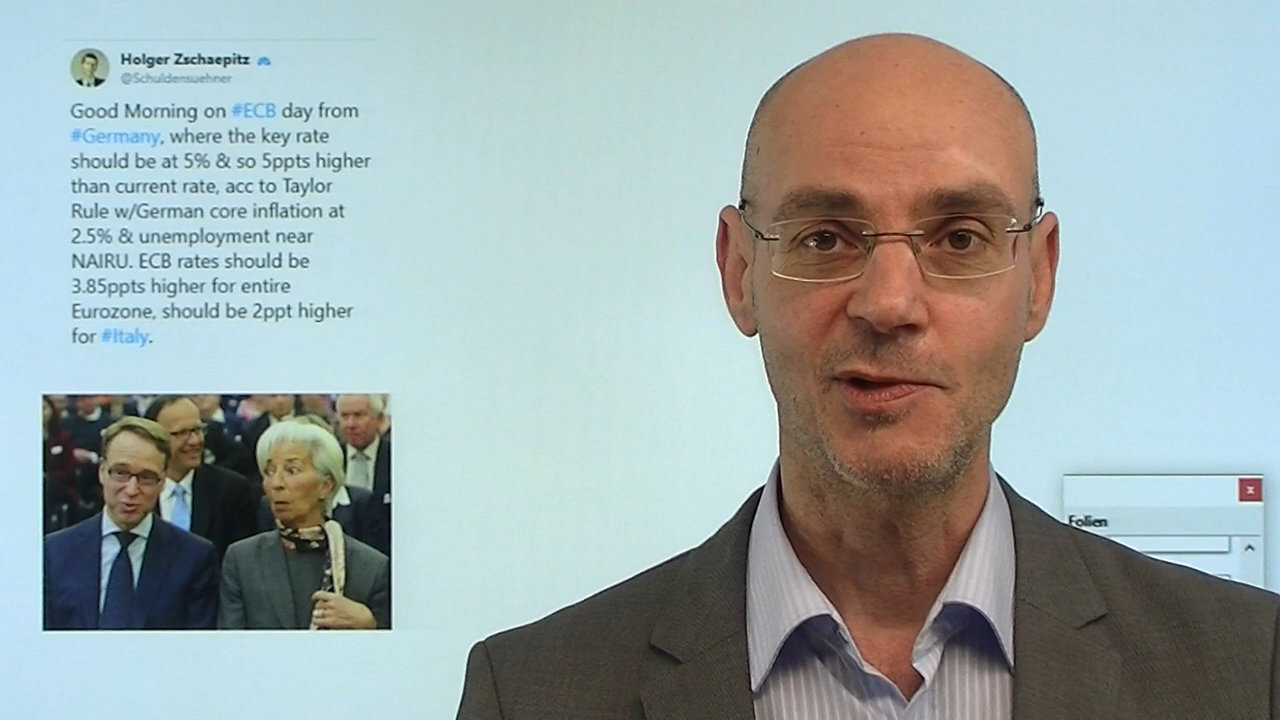 Holger Zschaepitz
@Schuldensuehner
Good Morning on #ECB day from
#Germany, where the key rate
should be at 5% & so 5ppts higher
than current rate, acc to Taylor
Rule w/German core inflation at
2.5% & unemployment near
NAIRU. ECB rates should be
3.85ppts higher for entire
Eurozone, should be 2ppt higher
for #Italy.
x
Folien